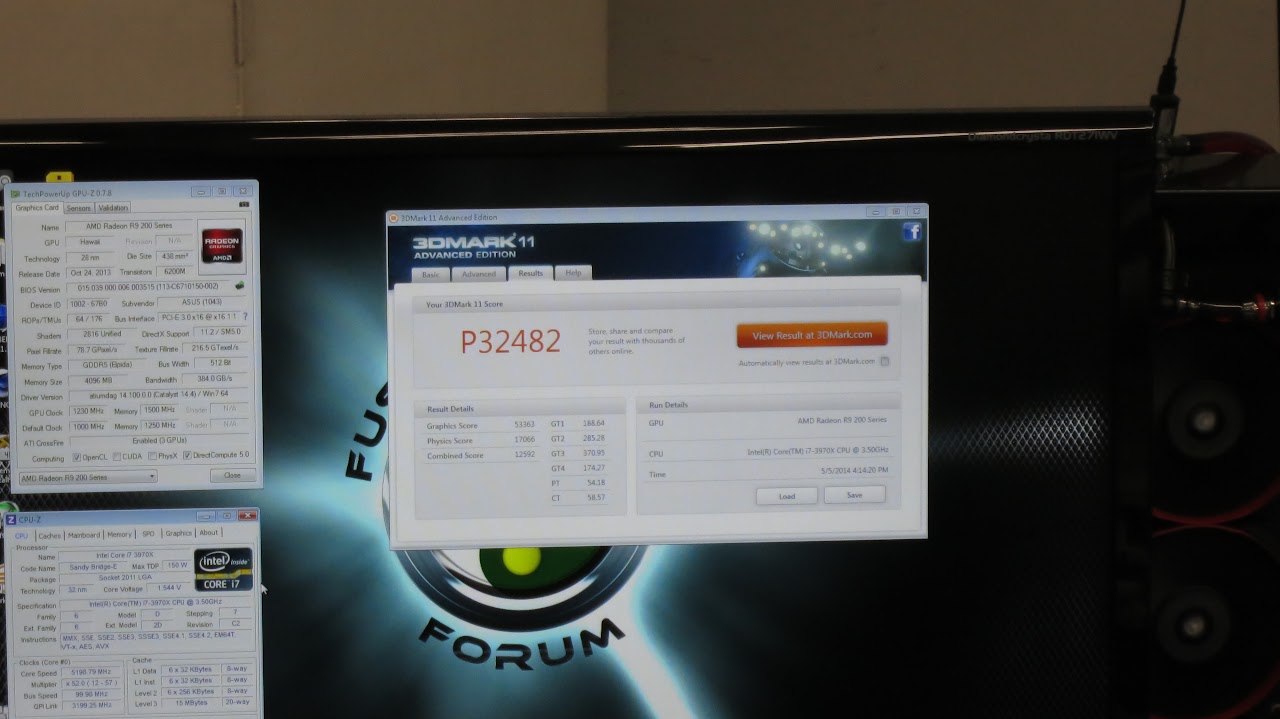 Diamondcrysta RDT271WV
TechPowerUp GPU-Z 0.7.8
Graphics Card Sensors Validation
Name AMD Radeon R9 200 Series
GPU Hawaii Revision N/A
Technology 28 nm Die Size 438 mm²
Release Date Oct 24, 2013 Transistors 6200M
BIOS Version 015.039.000.006.003515 (113-C6710150-002)
Device ID 1002 - 67B0 Subvendor ASUS (1043)
ROPs/TMUs 64 / 176 Bus Interface PCI-E 3.0 x16 @ x16 1.1 ?
Shaders 2816 Unified DirectX Support 11.2 / SM5.0
Pixel Fillrate 78.7 GPixel/s Texture Fillrate 216.5 GTexel/s
Memory Type GDDR5 (Elpida) Bus Width 512 Bit
Memory Size 4096 MB Bandwidth 384.0 GB/s
Driver Version atiumdag 14.100.0.0 (Catalyst 14.4) / Win7 64
GPU Clock 1230 MHz Memory 1500 MHz Shader N/A
Default Clock 1000 MHz Memory 1250 MHz Shader N/A
ATI CrossFire Enabled (3 GPUs)
Computing OpenCL CUDA PhysX DirectCompute 5.0
AMD Radeon R9 200 Series Close
RADEON
GRAPHICS
AMD
3DMark 11 Advanced Edition
3DMARK 11
ADVANCED EDITION
f
Basic Advanced Results Help
Your 3DMark 11 Score
P32482
Store, share and compare
your result with thousands of
others online.
View Result at 3DMark.com
Automatically view results at 3DMark.com
Result Details
Graphics Score 53363 GT1 188.64
Physics Score 17066 GT2 285.28
Combined Score 12592 GT3 370.95
GT4 174.27
PT 54.18
CT 58.57
Run Details
GPU AMD Radeon R9 200 Series
CPU Intel(R) Core(TM) i7-3970X CPU @ 3.50GHz
Time 5/5/2014 4:14:20 PM
Load Save
FUS
FORUM
CPU-Z
CPU Caches Mainboard Memory SPD Graphics About
Processor
Name Intel Core i7 3970X
Code Name Sandy Bridge-E Max TDP 150 W
Package Socket 2011 LGA
Technology 32 nm Core Voltage 1.544 V
Specification Intel(R) Core(TM) i7-3970X CPU @ 3.50GHz
Family 6 Model D Stepping 7
Ext. Family 6 Ext. Model 2D Revision C2
Instructions MMX, SSE, SSE2, SSE3, SSSE3, SSE4.1, SSE4.2, EM64T,
VT-x, AES, AVX
intel inside
CORE i7
Clocks (Core #0)
Core Speed 5198.79 MHz
Multiplier x 52.0 ( 12 - 57 )
Bus Speed 99.98 MHz
QPI Link 3199.25 MHz
Cache
L1 Data 6 x 32 KBytes 8-way
L1 Inst. 6 x 32 KBytes 8-way
Level 2 6 x 256 KBytes 8-way
Level 3 15 MBytes 20-way